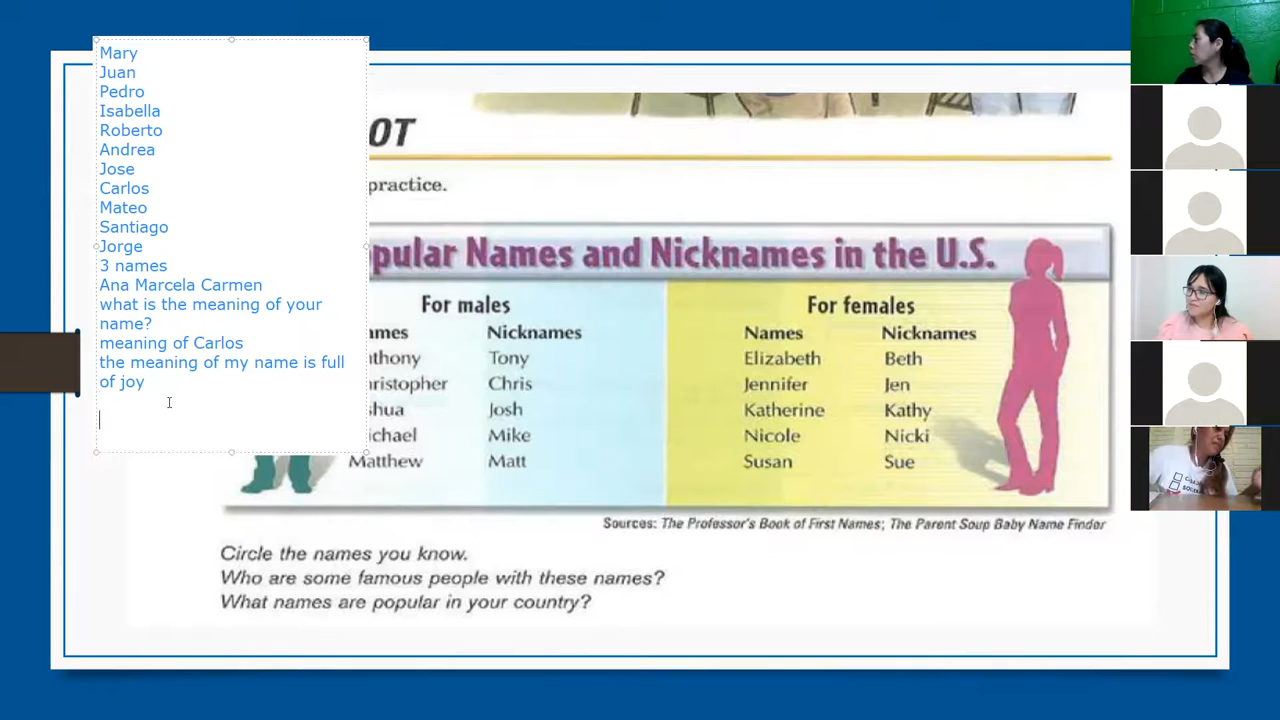 Mary
Juan
Pedro
Isabella
Roberto
Andrea
Jose
Carlos
Mateo
Santiago
Jorge
3 names
Ana Marcela Carmen
what is the meaning of your
name?
meaning of Carlos
the meaning of my name is full
of joy
OT
practice.
pular Names and Nicknames in the U.S.
For males
For females
ames Nicknames
Names Nicknames
thony Tony
Elizabeth Beth
ristopher Chris
Jennifer Jen
shua Josh
Katherine Kathy
ichael Mike
Nicole Nicki
Matthew Matt
Susan Sue
Sources: The Professor's Book of First Names; The Parent Soup Baby Name Finder
Circle the names you know.
Who are some famous people with these names?
What names are popular in your country?